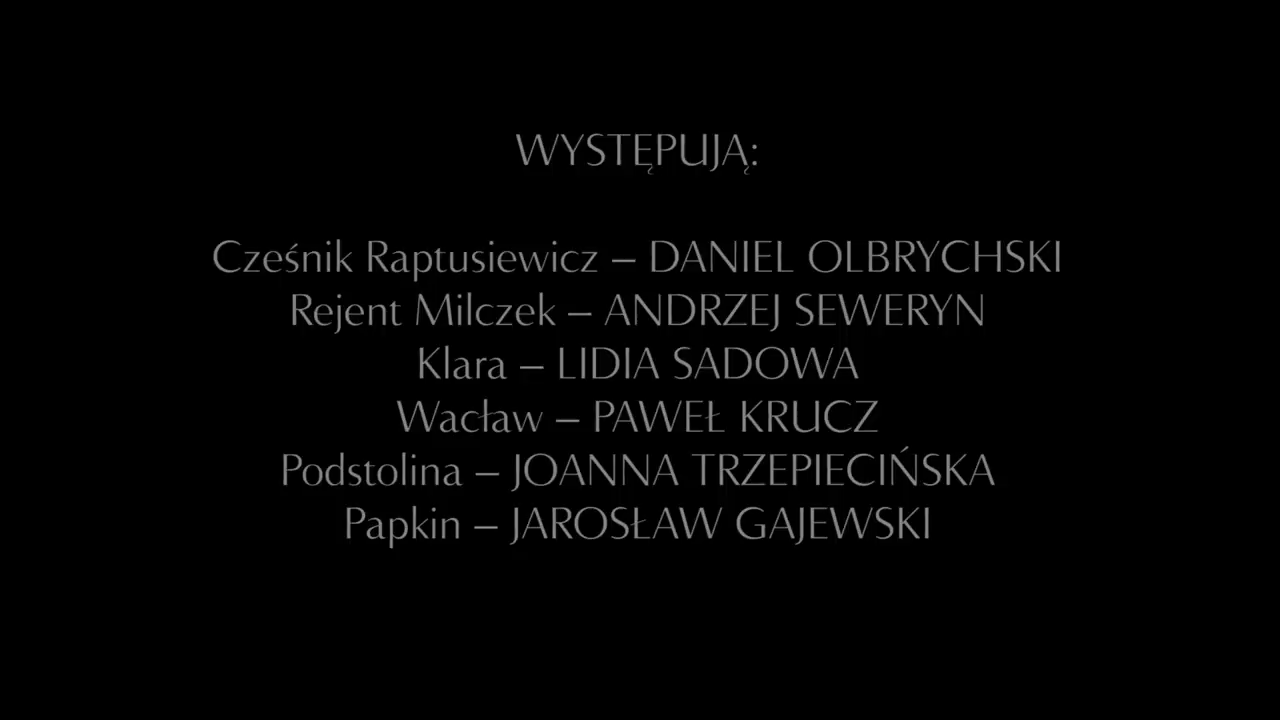 WYSTĘPUJĄ:
Cześnik Raptusiewicz – DANIEL OLBRYCHSKI
Rejent Milczek – ANDRZEJ SEWERYN
Klara – LIDIA SADOWA
Wacław – PAWEŁ KRUCZ
Podstolina – JOANNA TRZEPIECIŃSKA
Papkin – JAROSŁAW GAJEWSKI